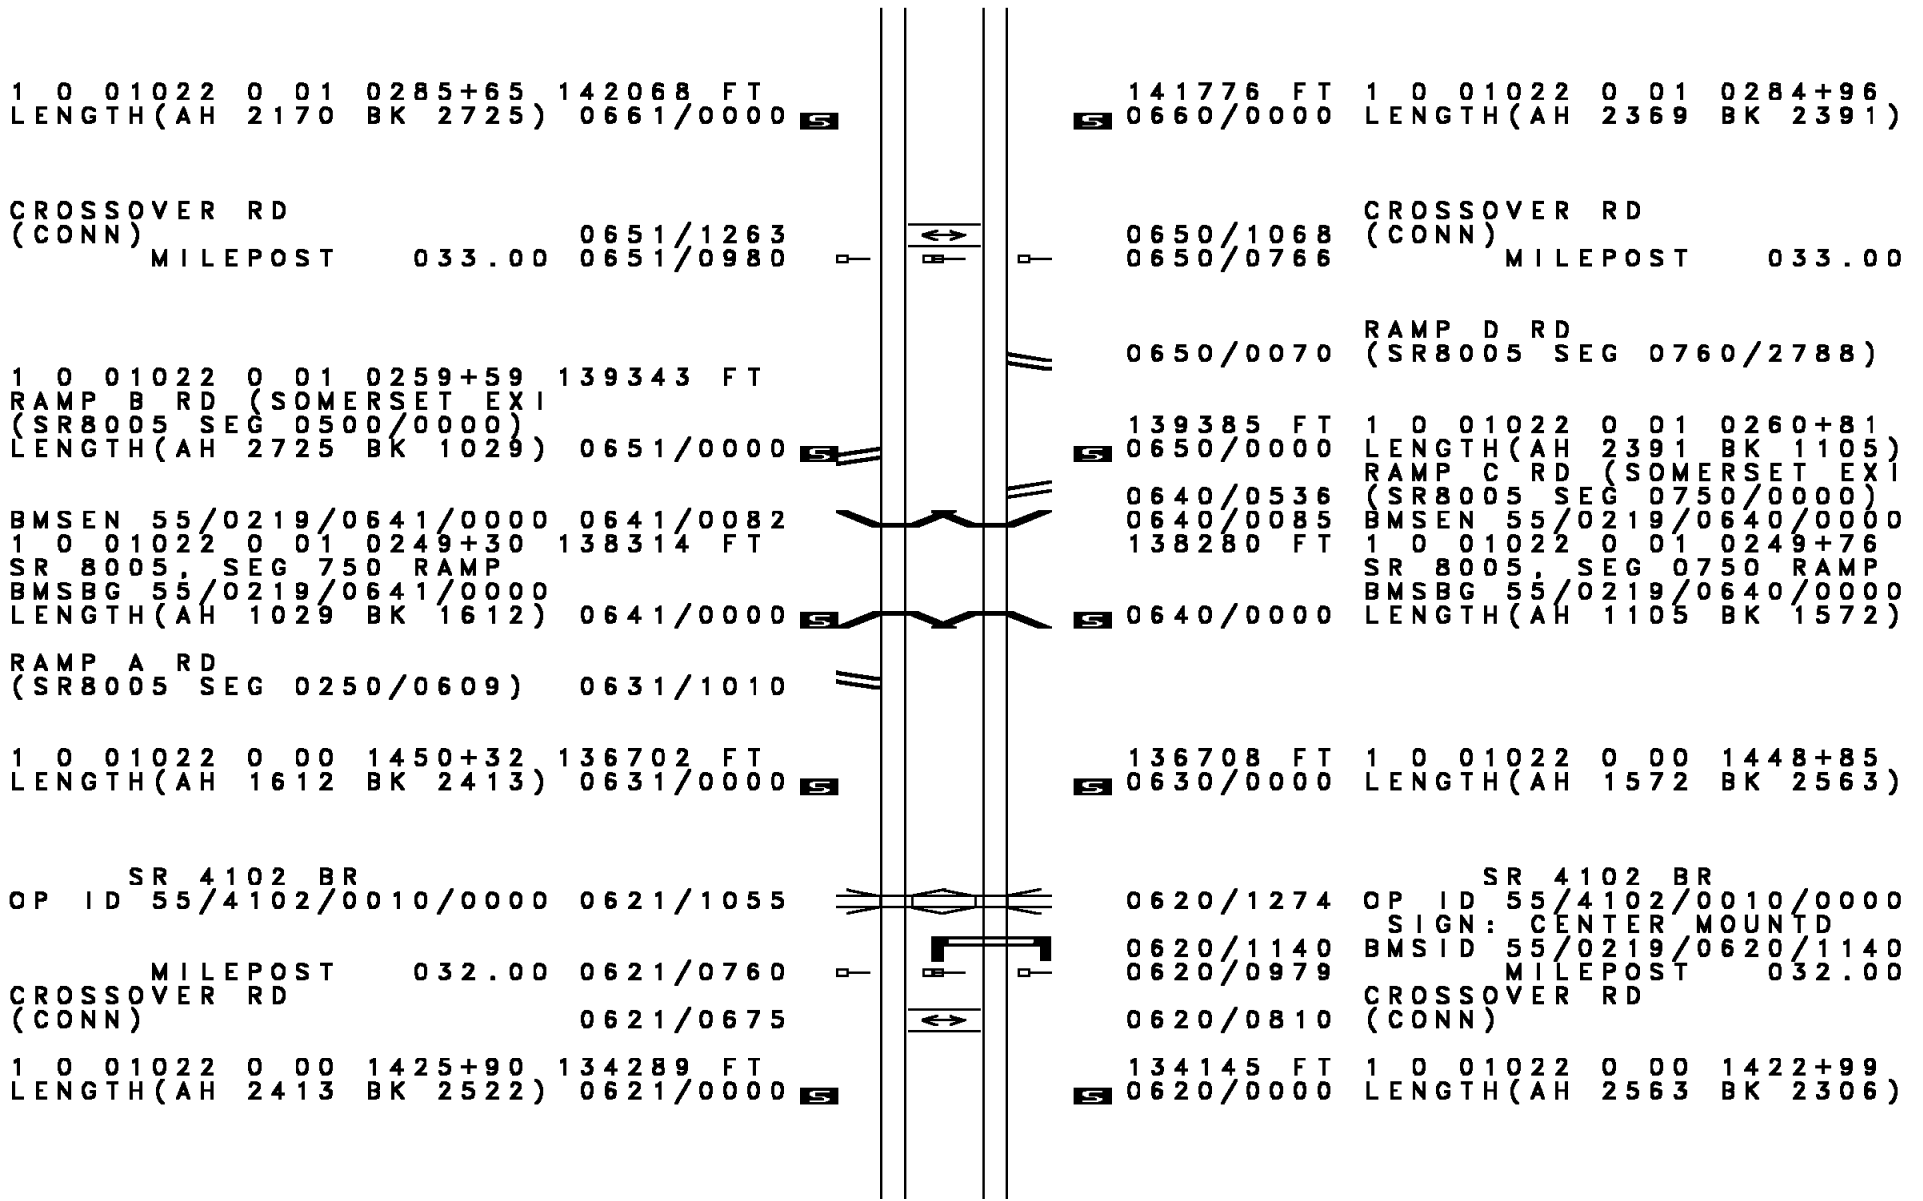 1 0 01022 0 01 0285+65 142068 FT
LENGTH(AH 2170 BK 2725) 0661/0000 S
CROSSOVER RD
(CONN) 0651/1263
MILEPOST 033.00 0651/0980
1 0 01022 0 01 0259+59 139343 FT
RAMP B RD (SOMERSET EXI
(SR8005 SEG 0500/0000)
LENGTH(AH 2725 BK 1029) 0651/0000 S
BMSEN 55/0219/0641/0000 0641/0082
1 0 01022 0 01 0249+30 138314 FT
SR 8005, SEG 750 RAMP
BMSBG 55/0219/0641/0000
LENGTH(AH 1029 BK 1612) 0641/0000 S
RAMP A RD
(SR8005 SEG 0250/0609) 0631/1010
1 0 01022 0 00 1450+32 136702 FT
LENGTH(AH 1612 BK 2413) 0631/0000 S
SR 4102 BR
OP ID 55/4102/0010/0000 0621/1055
MILEPOST 032.00 0621/0760
CROSSOVER RD
(CONN) 0621/0675
1 0 01022 0 00 1425+90 134289 FT
LENGTH(AH 2413 BK 2522) 0621/0000 S
141776 FT 1 0 01022 0 01 0284+96
S 0660/0000 LENGTH(AH 2369 BK 2391)
CROSSOVER RD
0650/1068 (CONN)
0650/0766 MILEPOST 033.00
RAMP D RD
0650/0070 (SR8005 SEG 0760/2788)
139385 FT 1 0 01022 0 01 0260+81
S 0650/0000 LENGTH(AH 2391 BK 1105)
RAMP C RD (SOMERSET EXI
0640/0536 (SR8005 SEG 0750/0000)
0640/0085 BMSEN 55/0219/0640/0000
138280 FT 1 0 01022 0 01 0249+76
SR 8005, SEG 0750 RAMP
BMSBG 55/0219/0640/0000
S 0640/0000 LENGTH(AH 1105 BK 1572)
136708 FT 1 0 01022 0 00 1448+85
S 0630/0000 LENGTH(AH 1572 BK 2563)
SR 4102 BR
0620/1274 OP ID 55/4102/0010/0000
SIGN: CENTER MOUNTD
0620/1140 BMSID 55/0219/0620/1140
0620/0979 MILEPOST 032.00
CROSSOVER RD
0620/0810 (CONN)
134145 FT 1 0 01022 0 00 1422+99
S 0620/0000 LENGTH(AH 2563 BK 2306)